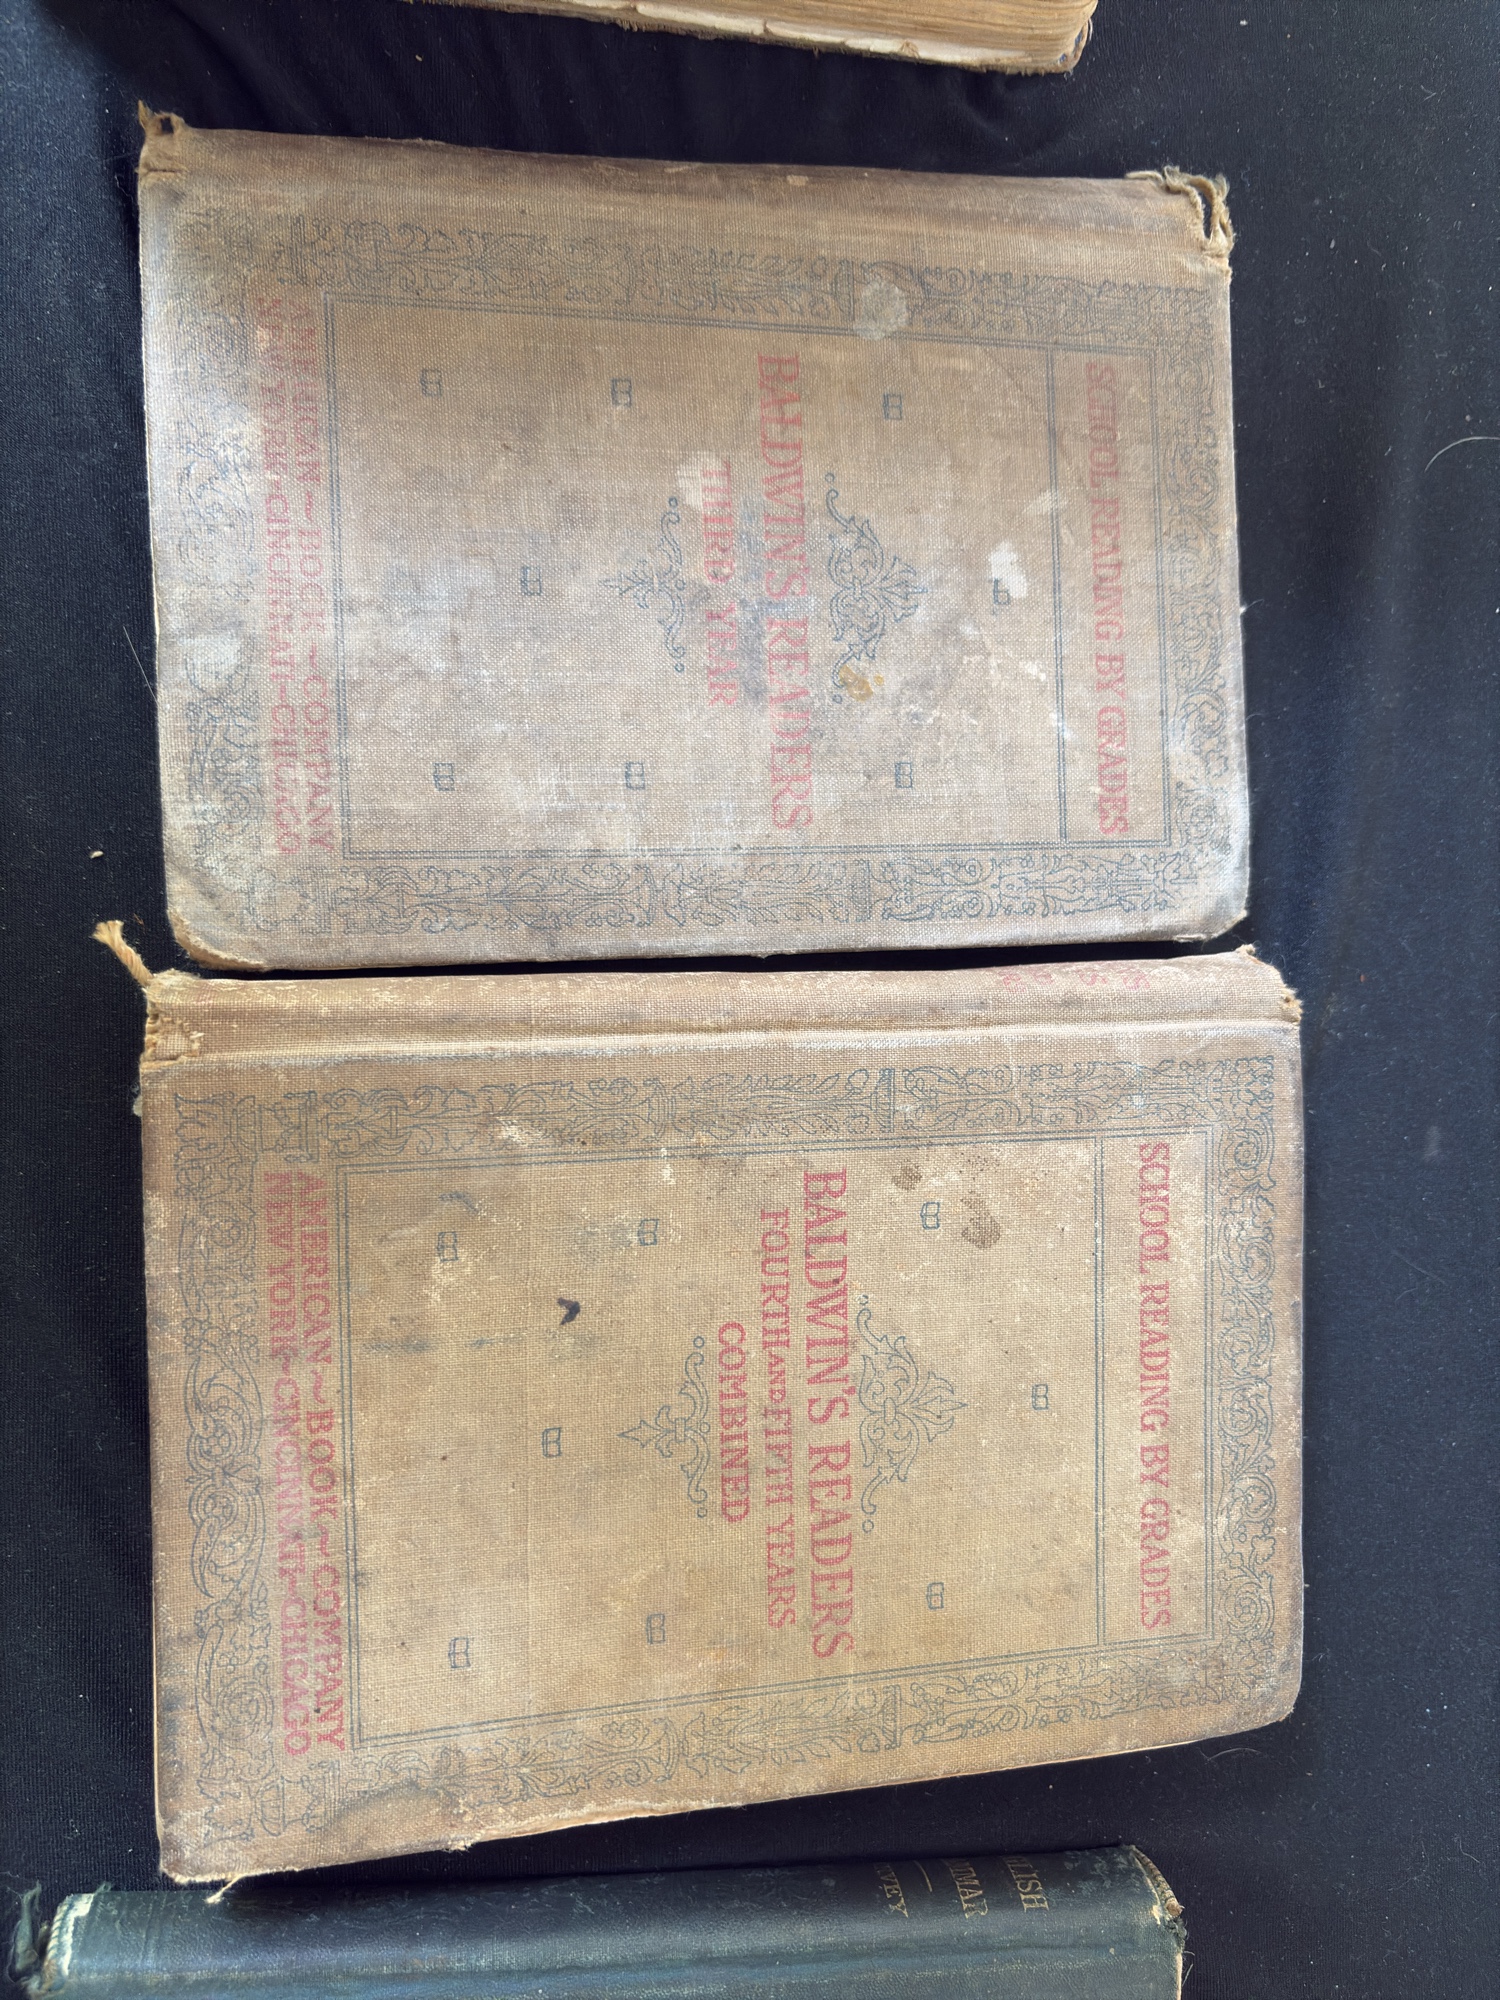 SCHOOL READING BY GRADES
BALDWIN'S READERS
THIRD YEAR
AMERICAN~BOOK~COMPANY
NEW YORK~CINCINNATI~CHICAGO
SCHOOL READING BY GRADES
BALDWIN'S READERS
FOURTH AND FIFTH YEARS
COMBINED
AMERICAN~BOOK~COMPANY
NEW YORK~CINCINNATI~CHICAGO